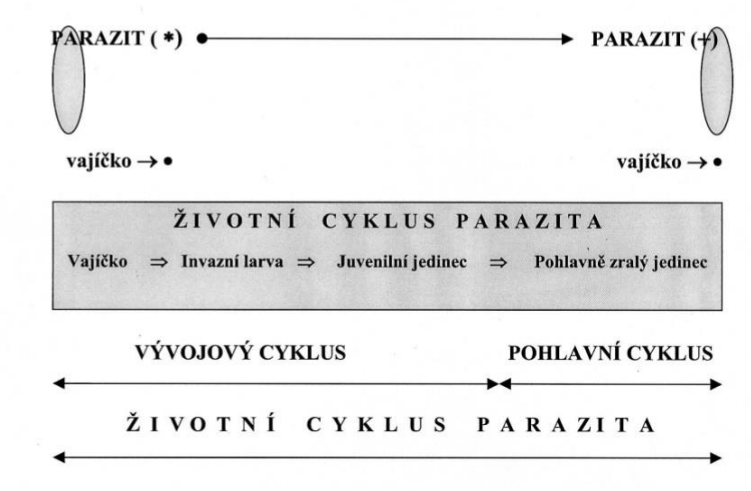 PARAZIT ( * ) PARAZIT (+)
vajíčko → • vajíčko → •
ŽIVOTNÍ CYKLUS PARAZITA
Vajíčko ⇒ Invazní larva ⇒ Juvenilní jedinec ⇒ Pohlavně zralý jedinec
VÝVOJOVÝ CYKLUS POHLAVNÍ CYKLUS
ŽIVOTNÍ CYKLUS PARAZITA